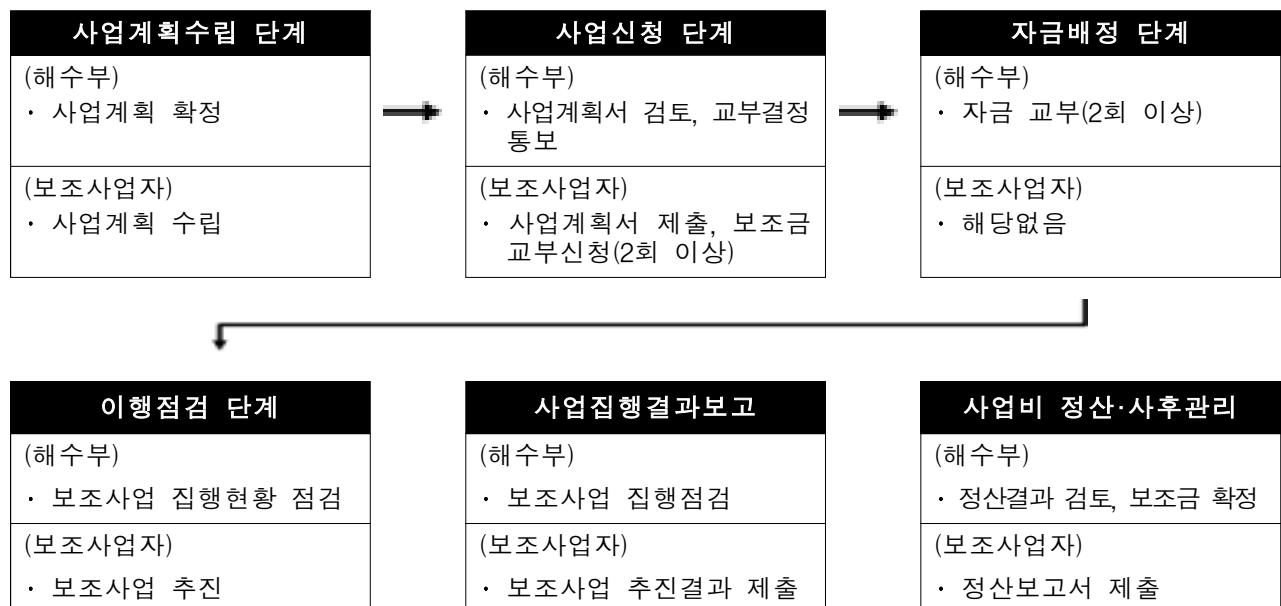 사업계획수립 단계
(해수부)
· 사업계획 확정
(보조사업자)
· 사업계획 수립
사업신청 단계
(해수부)
· 사업계획서 검토, 교부결정
통보
(보조사업자)
· 사업계획서 제출, 보조금
교부신청(2회 이상)
자금배정 단계
(해수부)
· 자금 교부(2회 이상)
(보조사업자)
· 해당없음
이행점검 단계
(해수부)
· 보조사업 집행현황 점검
(보조사업자)
· 보조사업 추진
사업집행결과보고
(해수부)
· 보조사업 집행점검
(보조사업자)
· 보조사업 추진결과 제출
사업비 정산·사후관리
(해수부)
· 정산결과 검토, 보조금 확정
(보조사업자)
· 정산보고서 제출